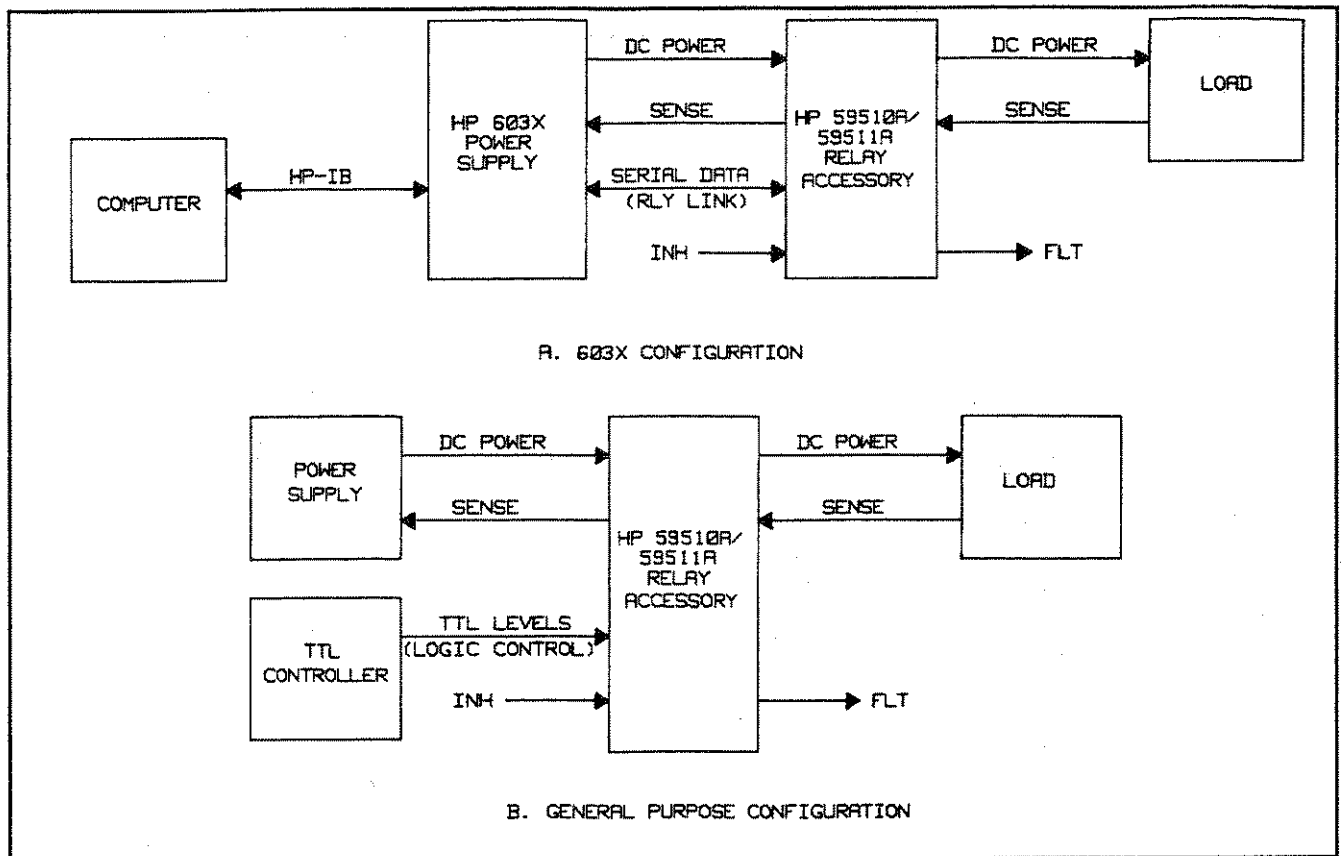 DC POWER
DC POWER
LOAD
HP 603X
POWER
SUPPLY
SENSE
HP 59510A/
59511A
RELAY
ACCESSORY
SENSE
COMPUTER
HP-IB
SERIAL DATA
(RLY LINK)
INH
FLT
A. 603X CONFIGURATION
POWER
SUPPLY
DC POWER
DC POWER
LOAD
SENSE
SENSE
HP 59510A/
59511A
RELAY
ACCESSORY
TTL
CONTROLLER
TTL LEVELS
(LOGIC CONTROL)
INH
FLT
B. GENERAL PURPOSE CONFIGURATION